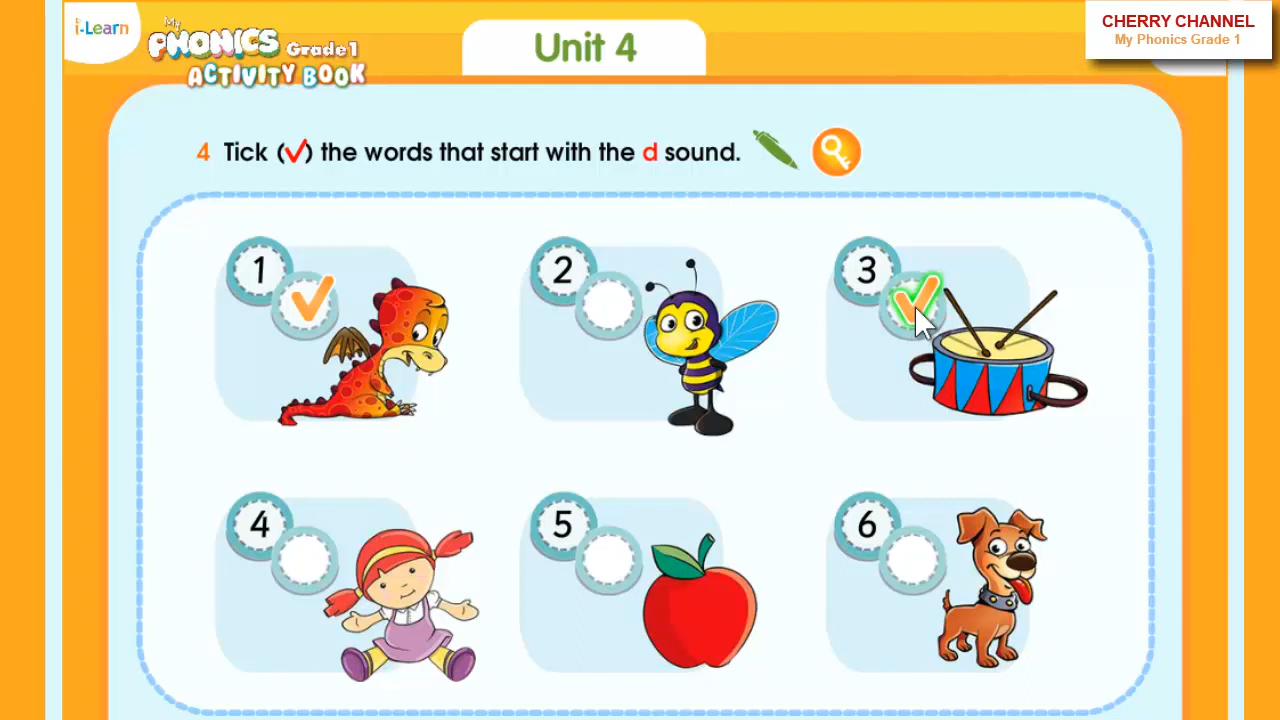 i-Learn
My
PHONICS Grade 1
ACTIVITY BOOK
Unit 4
CHERRY CHANNEL
My Phonics Grade 1
4 Tick (✓) the words that start with the d sound.
1
2
3
4
5
6